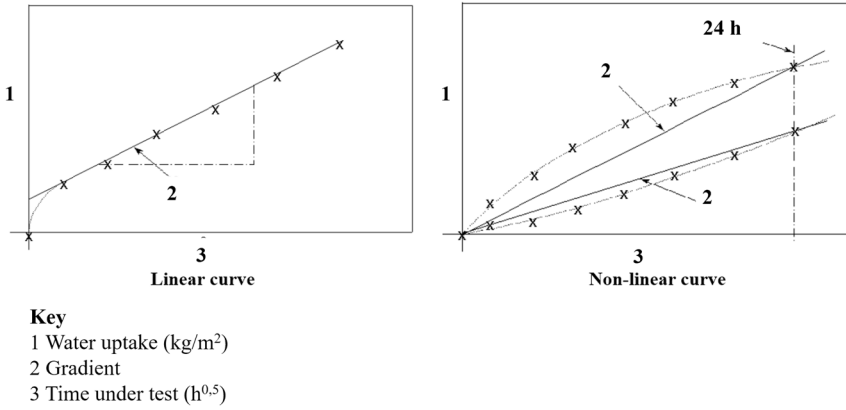 1
2
3
Linear curve
24 h
2
1
2
3
Non-linear curve
Key
1 Water uptake (kg/m²)
2 Gradient
3 Time under test (h⁰,⁵)